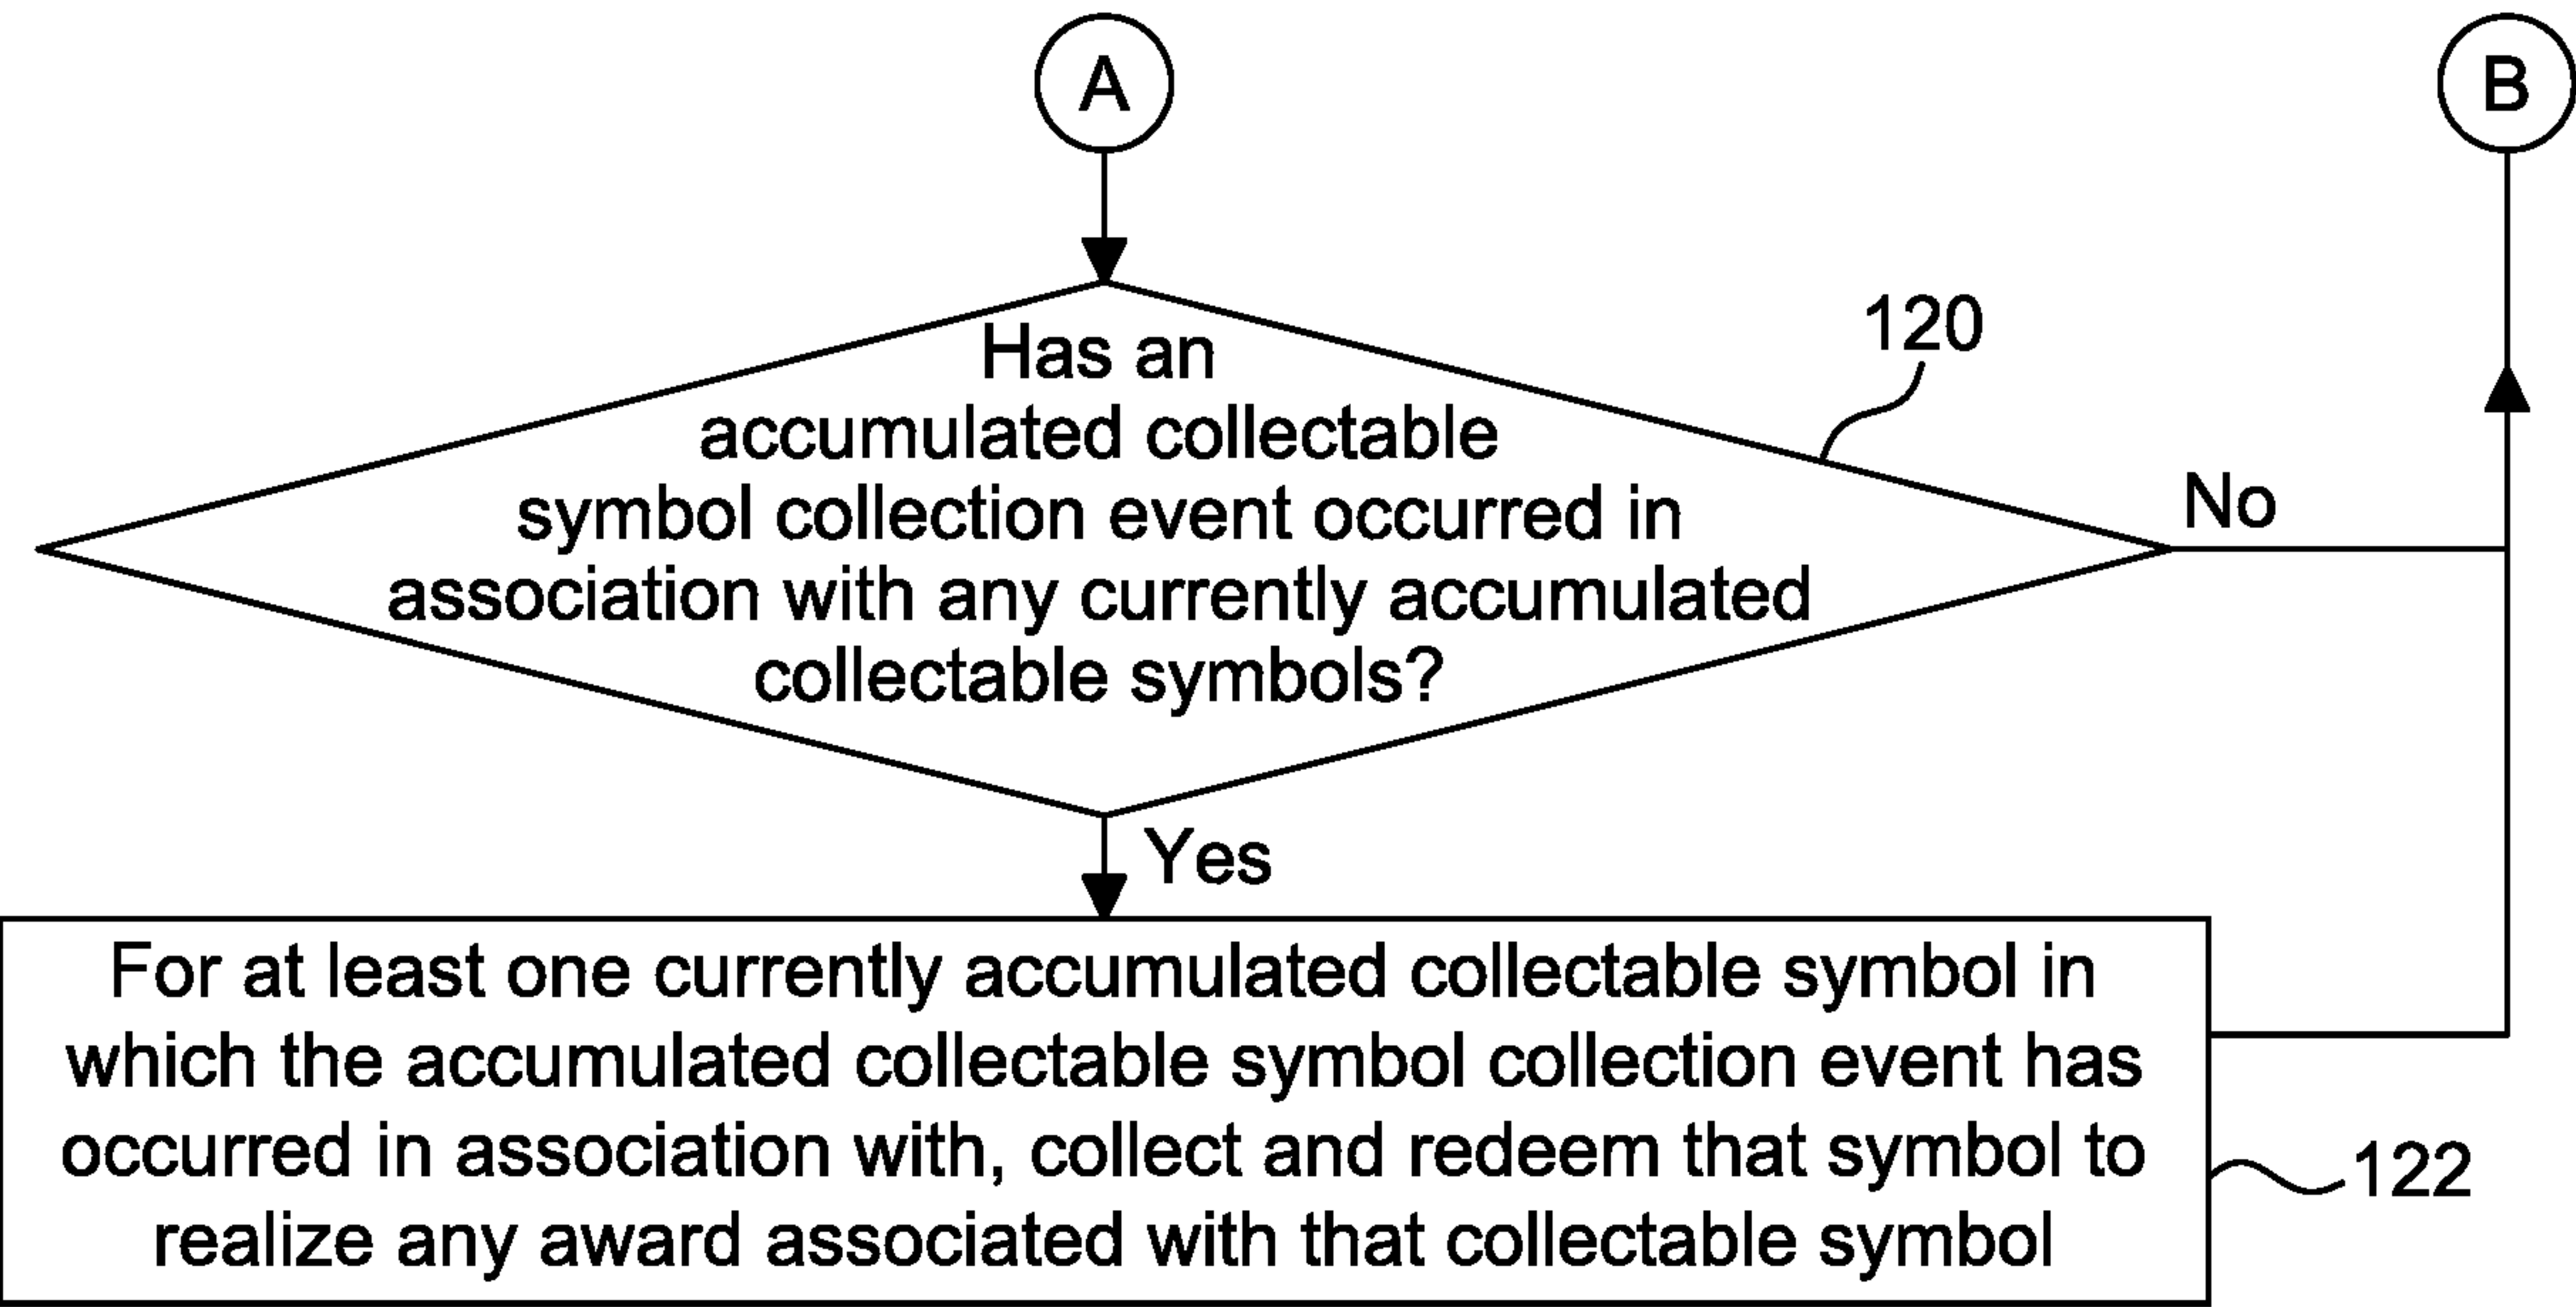 A
B
Has an
accumulated collectable
symbol collection event occurred in
association with any currently accumulated
collectable symbols?
120
No
Yes
For at least one currently accumulated collectable symbol in
which the accumulated collectable symbol collection event has
occurred in association with, collect and redeem that symbol to
realize any award associated with that collectable symbol
122